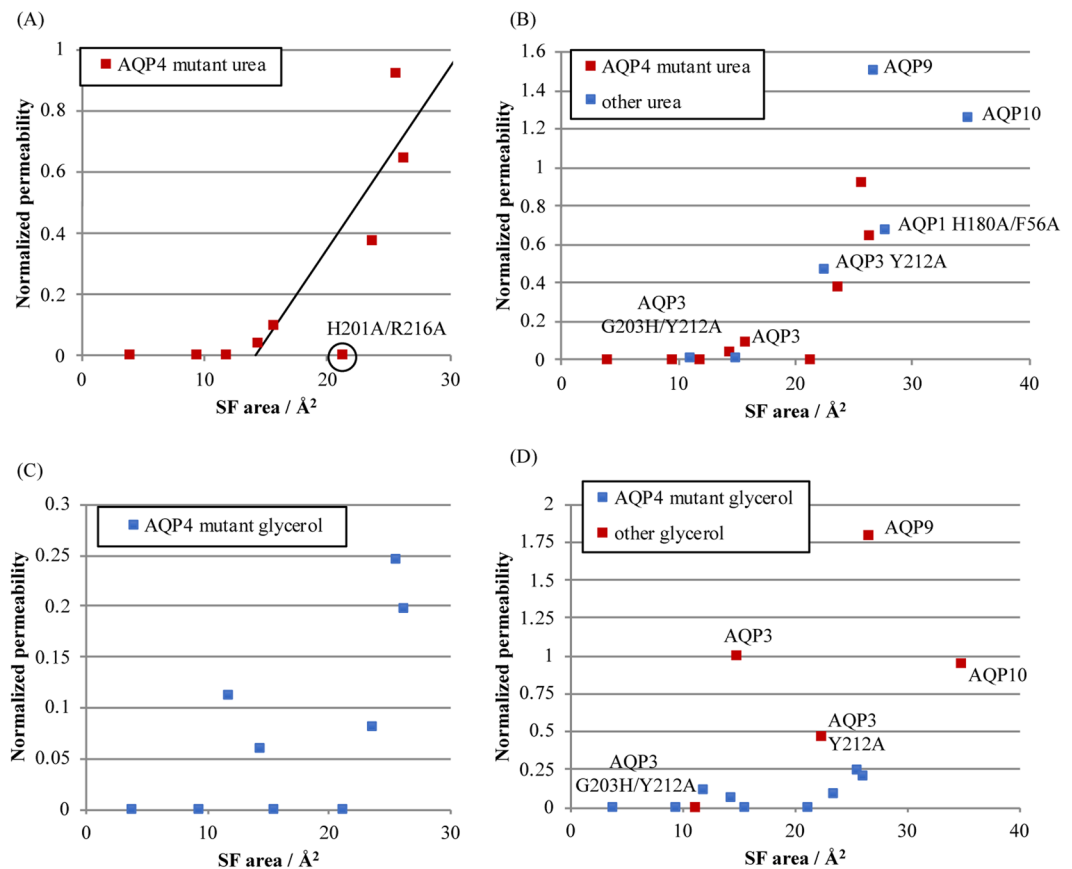 (A)
1
0.8
0.6
0.4
0.2
0
0
10
20
30
AQP4 mutant urea
H201A/R216A
Normalized permeability
SF area / Å²
(B)
1.6
1.4
1.2
1
0.8
0.6
0.4
0.2
0
0
10
20
30
40
AQP4 mutant urea
other urea
AQP9
AQP10
AQP1 H180A/F56A
AQP3 Y212A
AQP3
G203H/Y212A
AQP3
Normalized permeability
SF area / Å²
(C)
0.3
0.25
0.2
0.15
0.1
0.05
0
0
10
20
30
AQP4 mutant glycerol
Normalized permeability
SF area / Å²
(D)
2
1.75
1.5
1.25
1
0.75
0.5
0.25
0
0
10
20
30
40
AQP4 mutant glycerol
other glycerol
AQP9
AQP3
AQP10
AQP3
Y212A
AQP3
G203H/Y212A
Normalized permeability
SF area / Å²